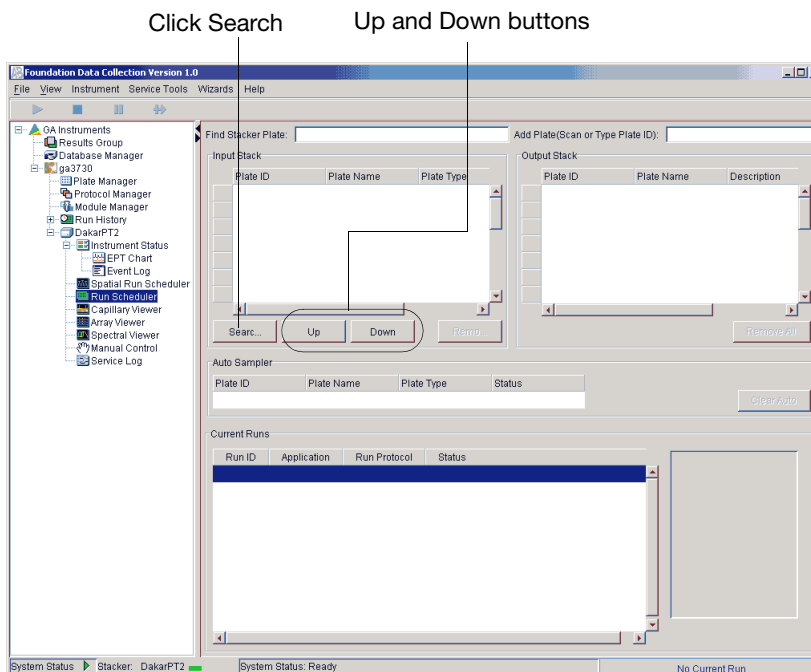 Click Search
Up and Down buttons
Foundation Data Collection Version 1.0
File View Instrument Service Tools Wizards Help
GA Instruments
Results Group
Database Manager
ga3730
Plate Manager
Protocol Manager
Module Manager
Run History
DakarPT2
Instrument Status
EPT Chart
Event Log
Spatial Run Scheduler
Run Scheduler
Capillary Viewer
Array Viewer
Spectral Viewer
Manual Control
Service Log
Find Stacker Plate:
Add Plate(Scan or Type Plate ID):
Input Stack
Plate ID Plate Name Plate Type
Searc... Up Down Remo...
Output Stack
Plate ID Plate Name Description
Remove All
Auto Sampler
Plate ID Plate Name Plate Type Status
Clear Auto
Current Runs
Run ID Application Run Protocol Status
System Status Stacker: DakarPT2 System Status: Ready No Current Run